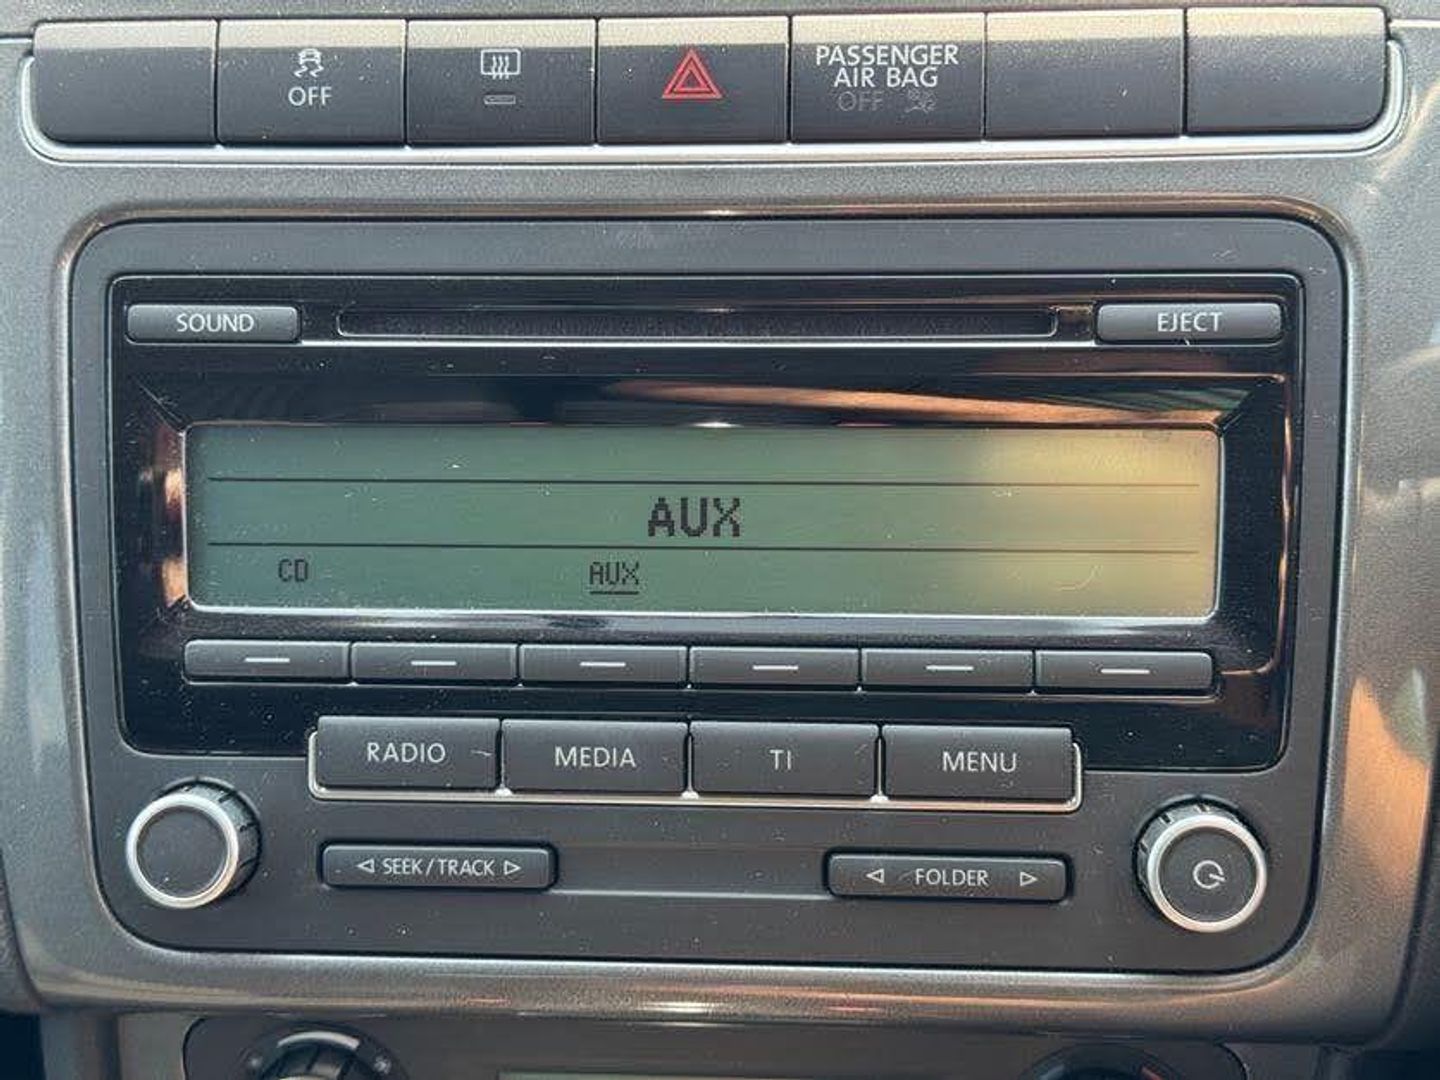 OFF
PASSENGER
AIR BAG
OFF
SOUND
EJECT
AUX
CD AUX
RADIO MEDIA TI MENU
SEEK/TRACK FOLDER